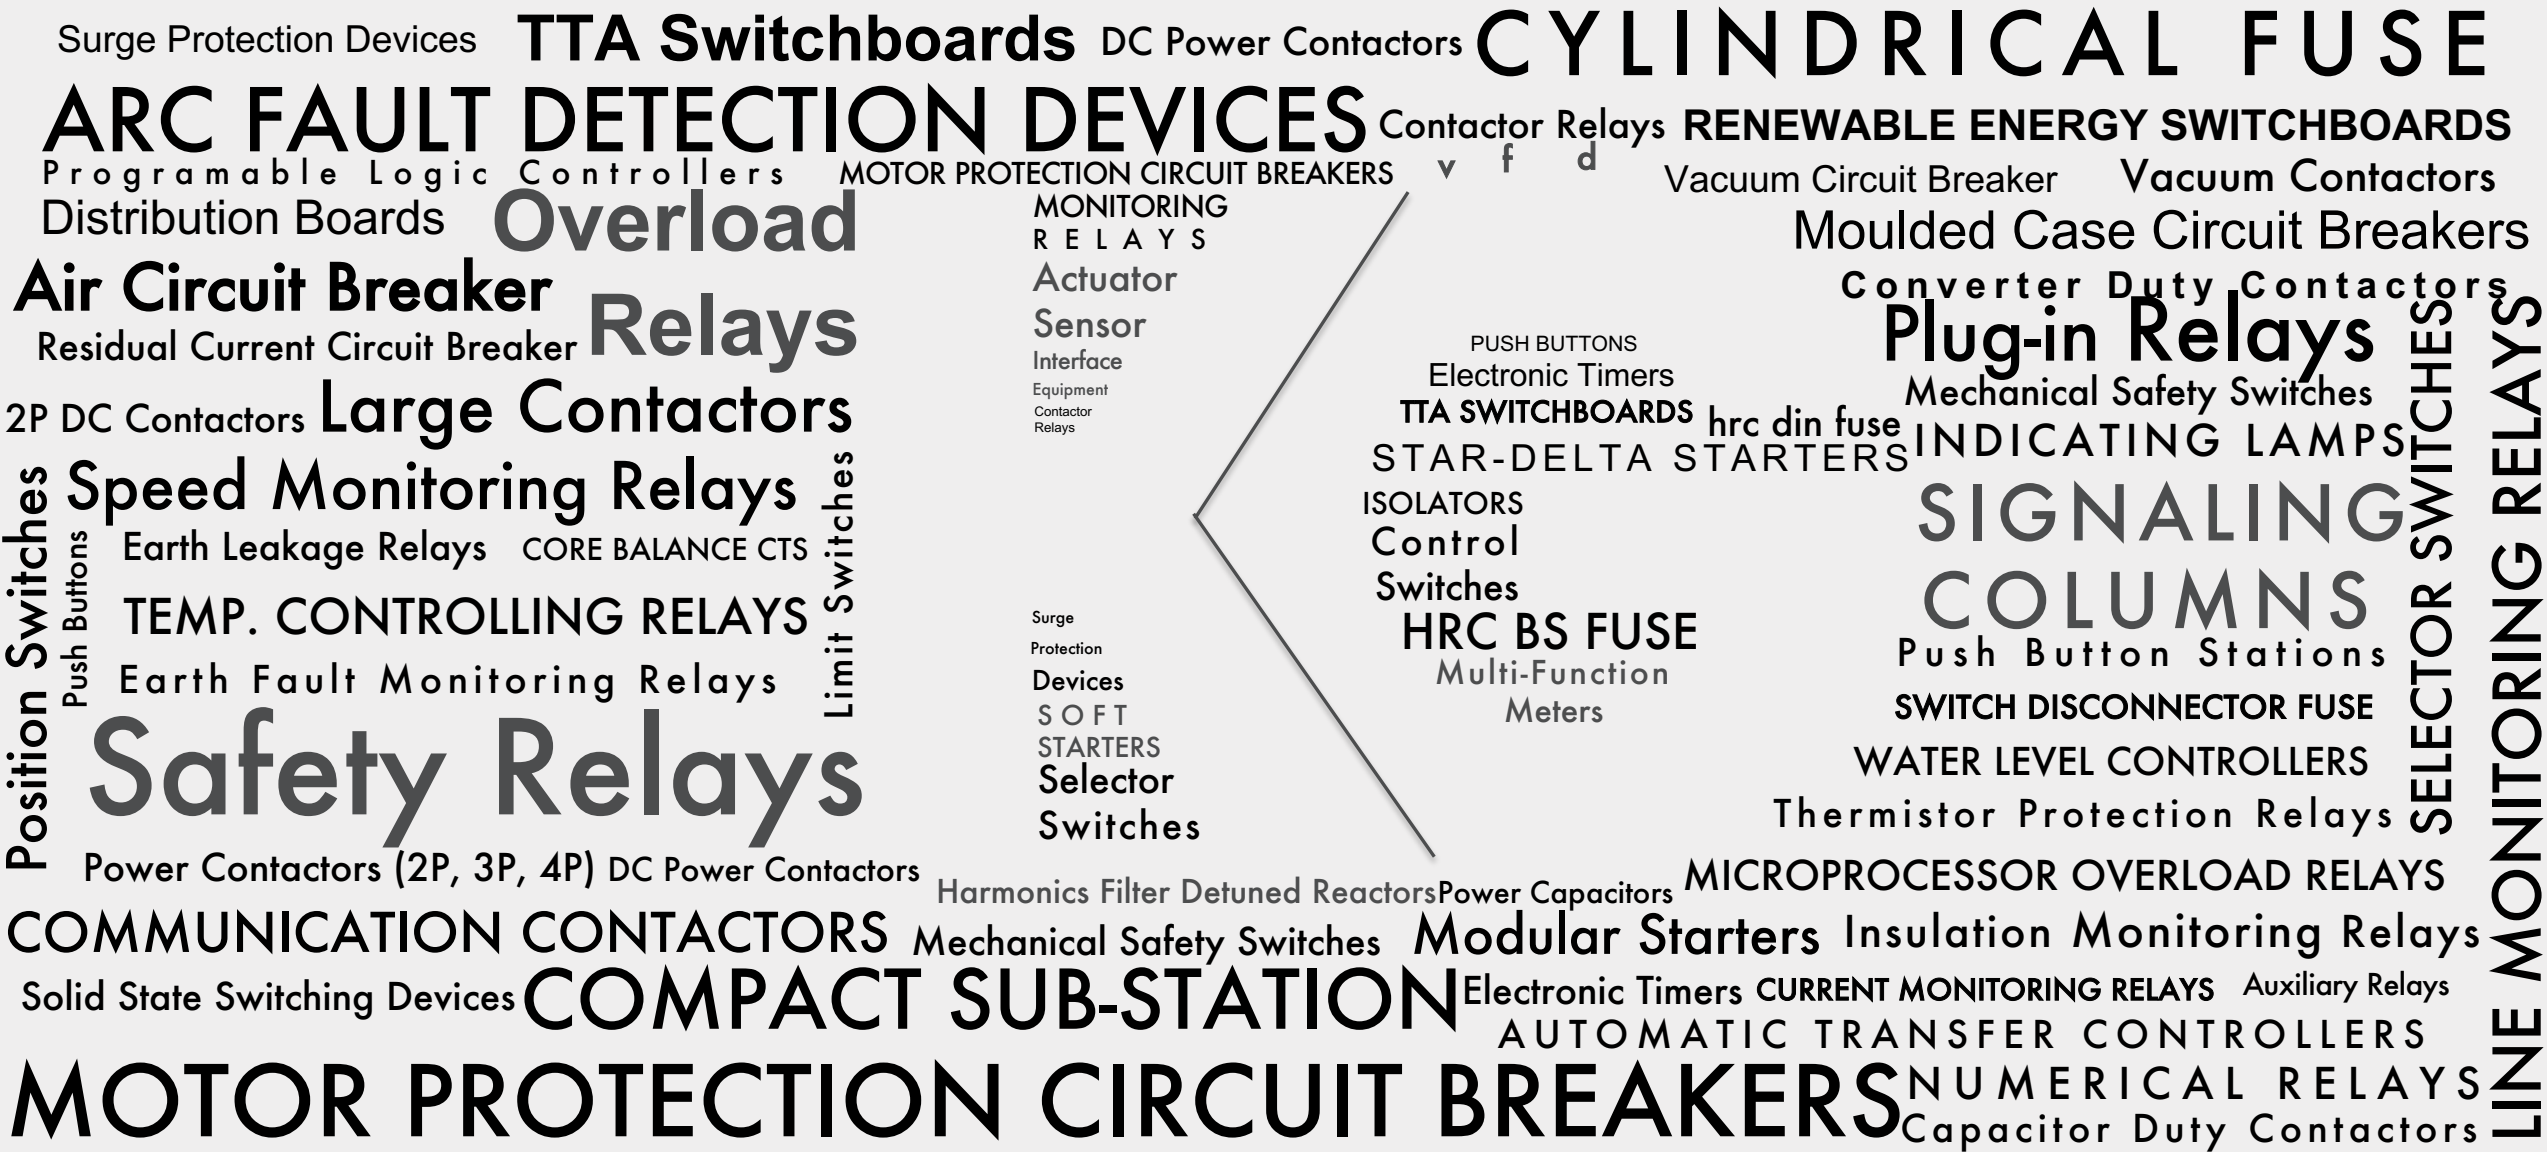 Surge Protection Devices
TTA Switchboards
DC Power Contactors
CYLINDRICAL FUSE
ARC FAULT DETECTION DEVICES
Contactor Relays
RENEWABLE ENERGY SWITCHBOARDS
Programable Logic Controllers
MOTOR PROTECTION CIRCUIT BREAKERS
v f d
Vacuum Circuit Breaker
Vacuum Contactors
Distribution Boards
Overload
Relays
MONITORING
RELAYS
Moulded Case Circuit Breakers
Air Circuit Breaker
Actuator
Sensor
Interface
Equipment
Contactor
Relays
Converter Duty Contactors
Residual Current Circuit Breaker
PUSH BUTTONS
Electronic Timers
TTA SWITCHBOARDS
hrc din fuse
STAR-DELTA STARTERS
Plug-in Relays
Mechanical Safety Switches
INDICATING LAMPS
2P DC Contactors
Large Contactors
Speed Monitoring Relays
ISOLATORS
Control
Switches
HRC BS FUSE
Multi-Function
Meters
SIGNALING
COLUMNS
SELECTOR SWITCHES
LINE MONITORING RELAYS
Position Switches
Push Buttons
Earth Leakage Relays
CORE BALANCE CTS
Limit Switches
TEMP. CONTROLLING RELAYS
Earth Fault Monitoring Relays
Surge
Protection
Devices
SOFT
STARTERS
Selector
Switches
Push Button Stations
SWITCH DISCONNECTOR FUSE
WATER LEVEL CONTROLLERS
Thermistor Protection Relays
Safety Relays
Power Contactors (2P, 3P, 4P)
DC Power Contactors
Harmonics Filter Detuned Reactors
Power Capacitors
MICROPROCESSOR OVERLOAD RELAYS
COMMUNICATION CONTACTORS
Mechanical Safety Switches
Modular Starters
Insulation Monitoring Relays
Solid State Switching Devices
COMPACT SUB-STATION
Electronic Timers
CURRENT MONITORING RELAYS
Auxiliary Relays
AUTOMATIC TRANSFER CONTROLLERS
MOTOR PROTECTION CIRCUIT BREAKERS
NUMERICAL RELAYS
Capacitor Duty Contactors